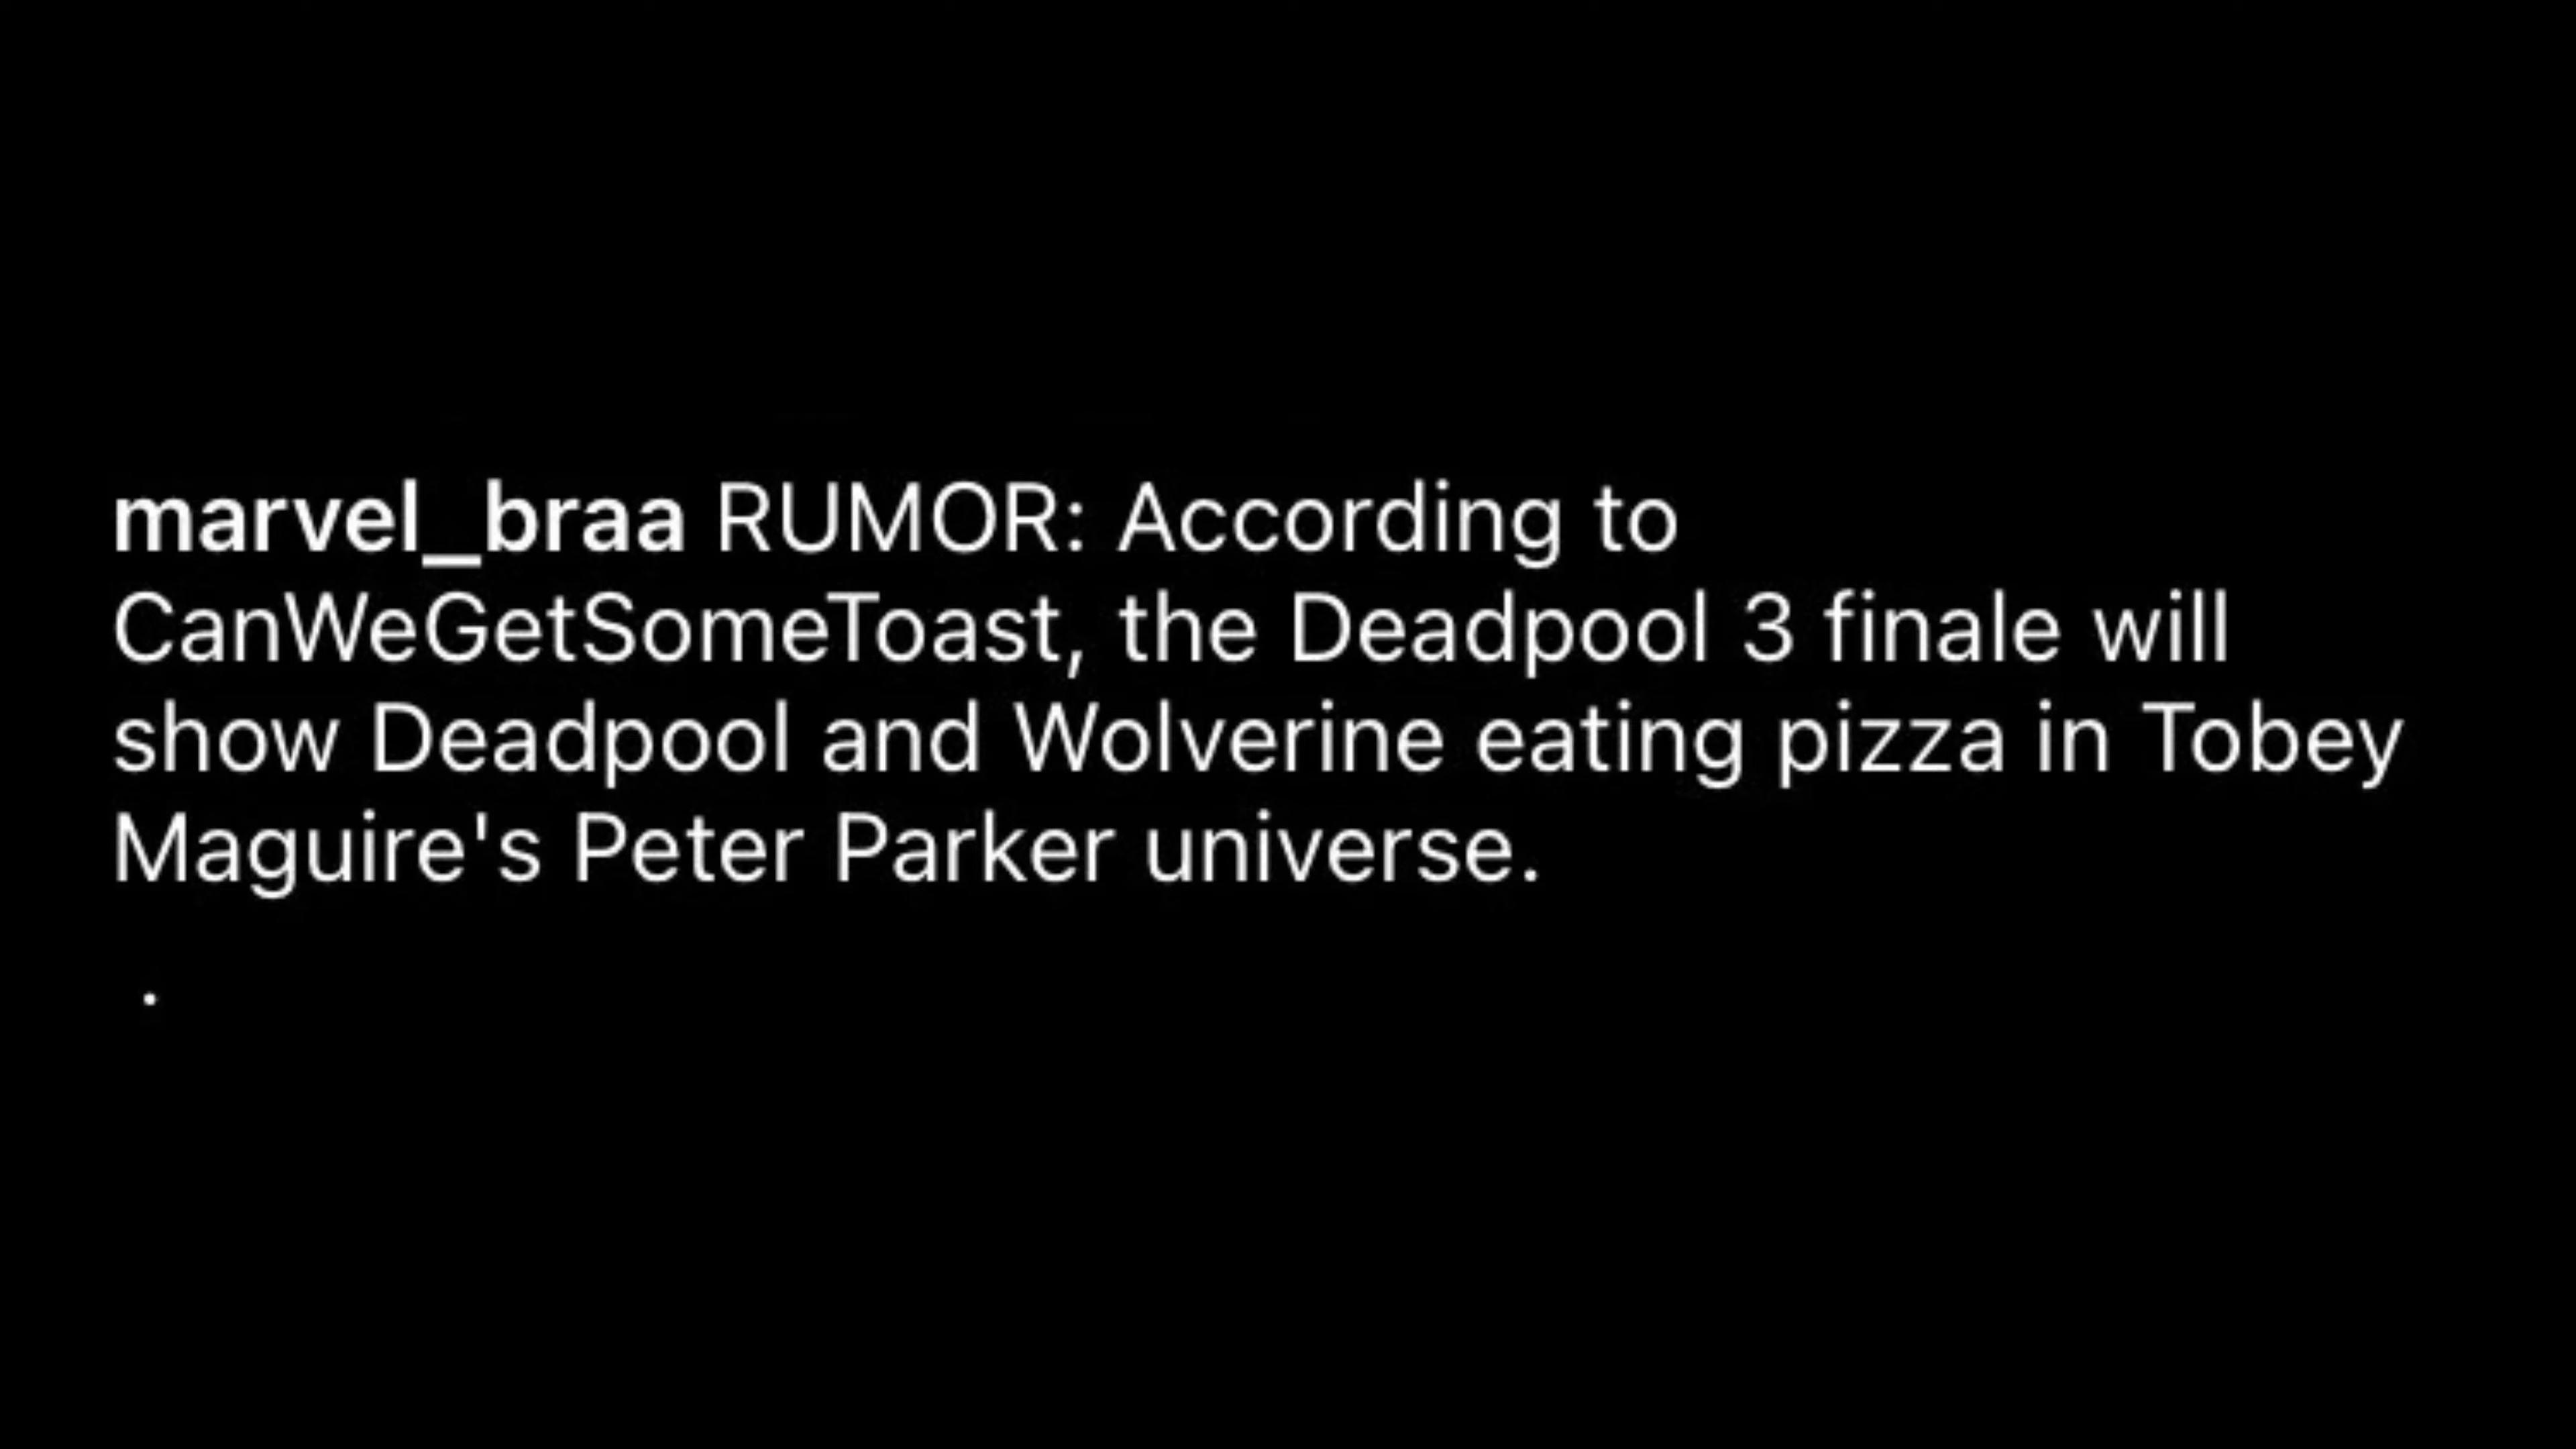 marvel_braa RUMOR: According to
CanWeGetSomeToast, the Deadpool 3 finale will
show Deadpool and Wolverine eating pizza in Tobey
Maguire's Peter Parker universe.
.